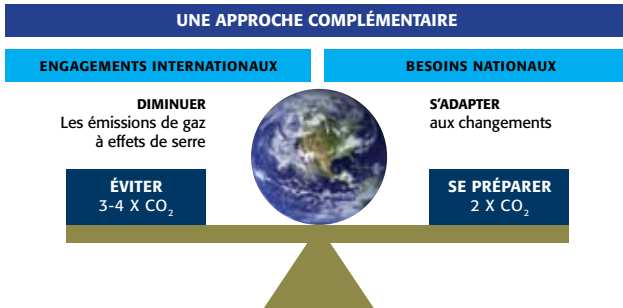 UNE APPROCHE COMPLÉMENTAIRE
ENGAGEMENTS INTERNATIONAUX
BESOINS NATIONAUX
DIMINUER
Les émissions de gaz
à effets de serre
S'ADAPTER
aux changements
ÉVITER
3-4 X CO₂
SE PRÉPARER
2 X CO₂